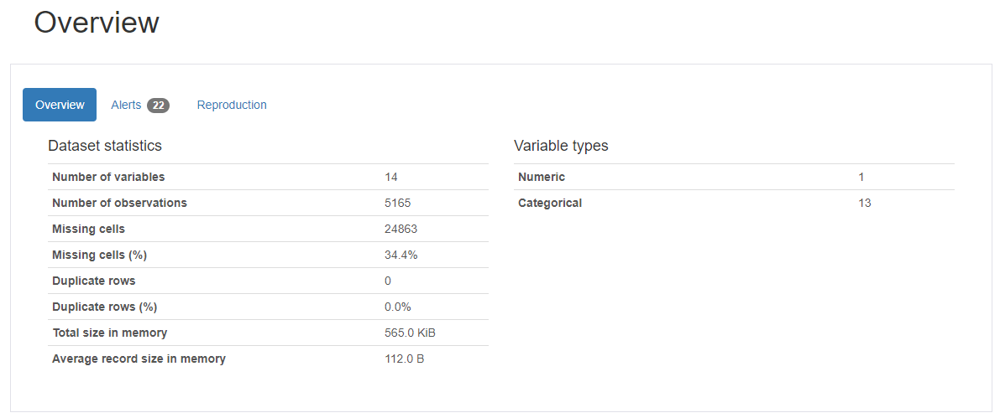 Overview
Overview Alerts 22 Reproduction
Dataset statistics
Number of variables 14
Number of observations 5165
Missing cells 24863
Missing cells (%) 34.4%
Duplicate rows 0
Duplicate rows (%) 0.0%
Total size in memory 565.0 KiB
Average record size in memory 112.0 B
Variable types
Numeric 1
Categorical 13